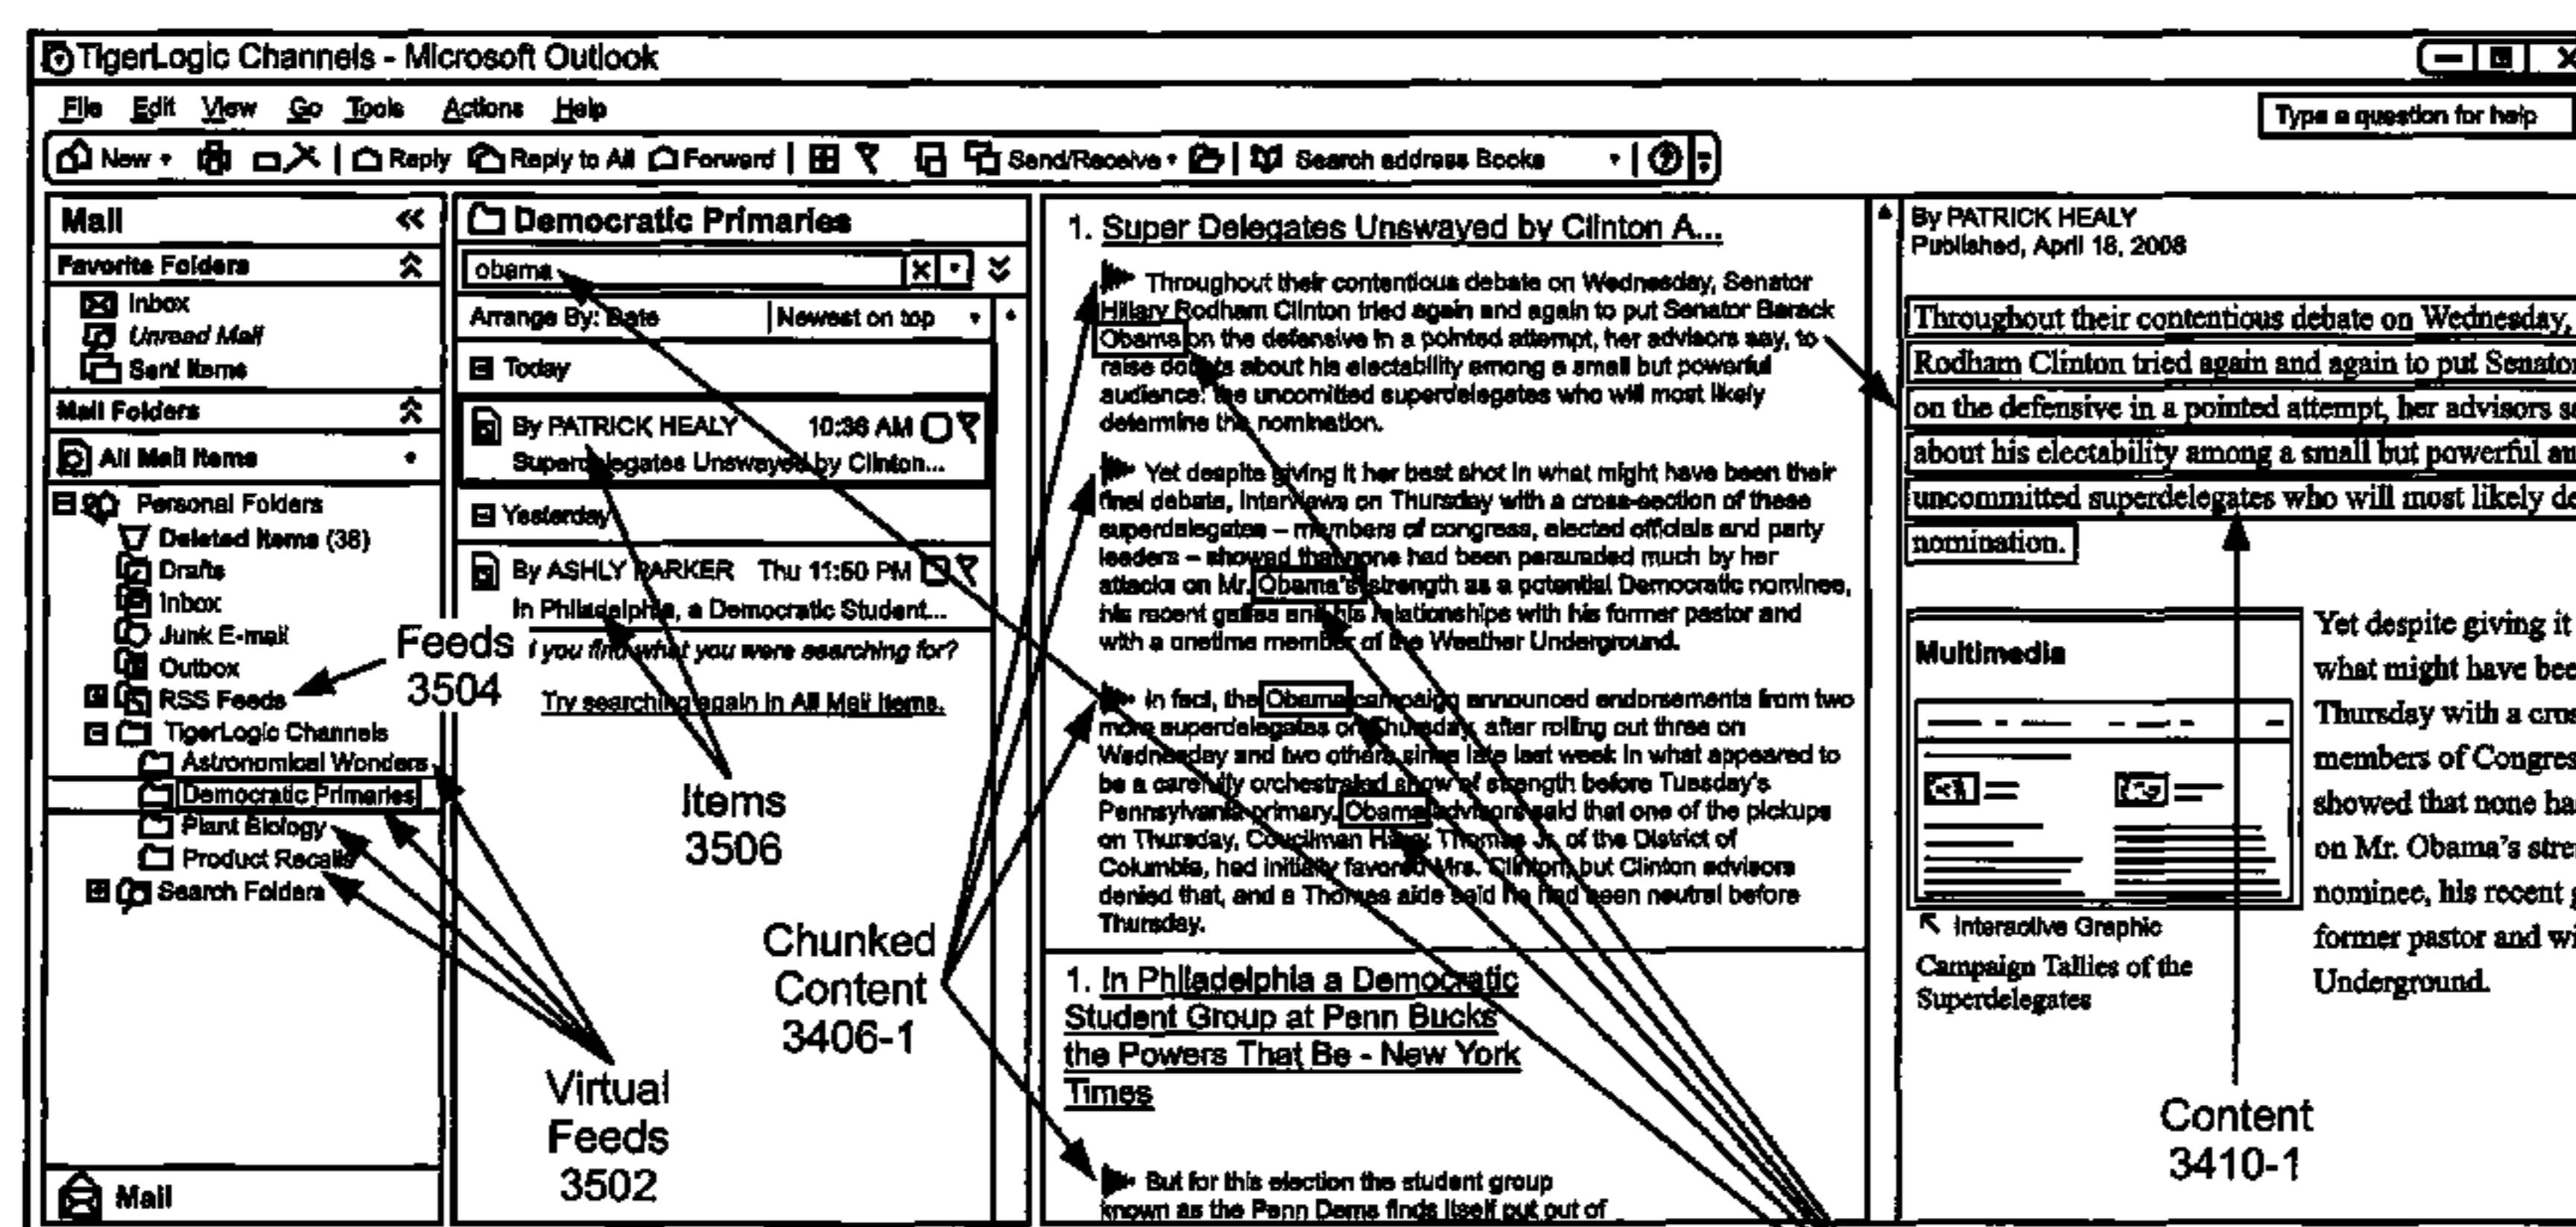 TigerLogic Channels - Microsoft Outlook
File Edit View Go Tools Actions Help
Type a question for help
New Reply Reply to All Forward Send/Receive Search address Books
Mail
Favorite Folders
Inbox
Unread Mail
Sent Items
Mail Folders
All Mail Items
Personal Folders
Deleted Items (38)
Drafts
Inbox
Junk E-mail
Outbox
RSS Feeds
TigerLogic Channels
Astronomical Wonders
Democratic Primaries
Plant Biology
Product Recalls
Search Folders
Mail
Feeds
3504
Virtual
Feeds
3502
Democratic Primaries
obama
Arrange By: Date Newest on top
Today
By PATRICK HEALY 10:36 AM
Superdelegates Unswayed by Clinton...
Yesterday
By ASHLY PARKER Thu 11:50 PM
In Philadelphia, a Democratic Student...
you find what you were searching for?
Try searching again in All Mail Items.
Items
3506
Chunked
Content
3406-1
1. Super Delegates Unswayed by Clinton A...
Throughout their contentious debate on Wednesday, Senator
Hillary Rodham Clinton tried again and again to put Senator Barack
Obama on the defensive in a pointed attempt, her advisors say, to
raise doubts about his electability among a small but powerful
audience: the uncomitted superdelegates who will most likely
determine the nomination.
Yet despite giving it her best shot in what might have been their
final debate, interviews on Thursday with a cross-section of these
superdelegates – members of congress, elected officials and party
leaders – showed that none had been persuaded much by her
attacks on Mr. Obama's strength as a potential Democratic nominee,
his recent gaffes and his relationships with his former pastor and
with a onetime member of the Weather Underground.
In fact, the Obama campaign announced endorsements from two
more superdelegates on Thursday, after rolling out three on
Wednesday and two others since late last week in what appeared to
be a carefully orchestrated show of strength before Tuesday's
Pennsylvania primary. Obama advisors said that one of the pickups
on Thursday, Councilman Harry Thomas Jr. of the District of
Columbia, had initially favored Mrs. Clinton, but Clinton advisors
denied that, and a Thomas aide said he had been neutral before
Thursday.
1. In Philadelphia a Democratic
Student Group at Penn Bucks
the Powers That Be - New York
Times
But for this election the student group
known as the Penn Dems finds itself put out of
By PATRICK HEALY
Published, April 18, 2008
Throughout their contentious debate on Wednesday,
Rodham Clinton tried again and again to put Senator
on the defensive in a pointed attempt, her advisors
about his electability among a small but powerful
uncommitted superdelegates who will most likely
nomination.
Multimedia
Interactive Graphic
Campaign Tallies of the
Superdelegates
Yet despite giving it
what might have
Thursday with a
members of
showed that none
on Mr. Obama's
nominee, his recent
former pastor and
Underground.
Content
3410-1